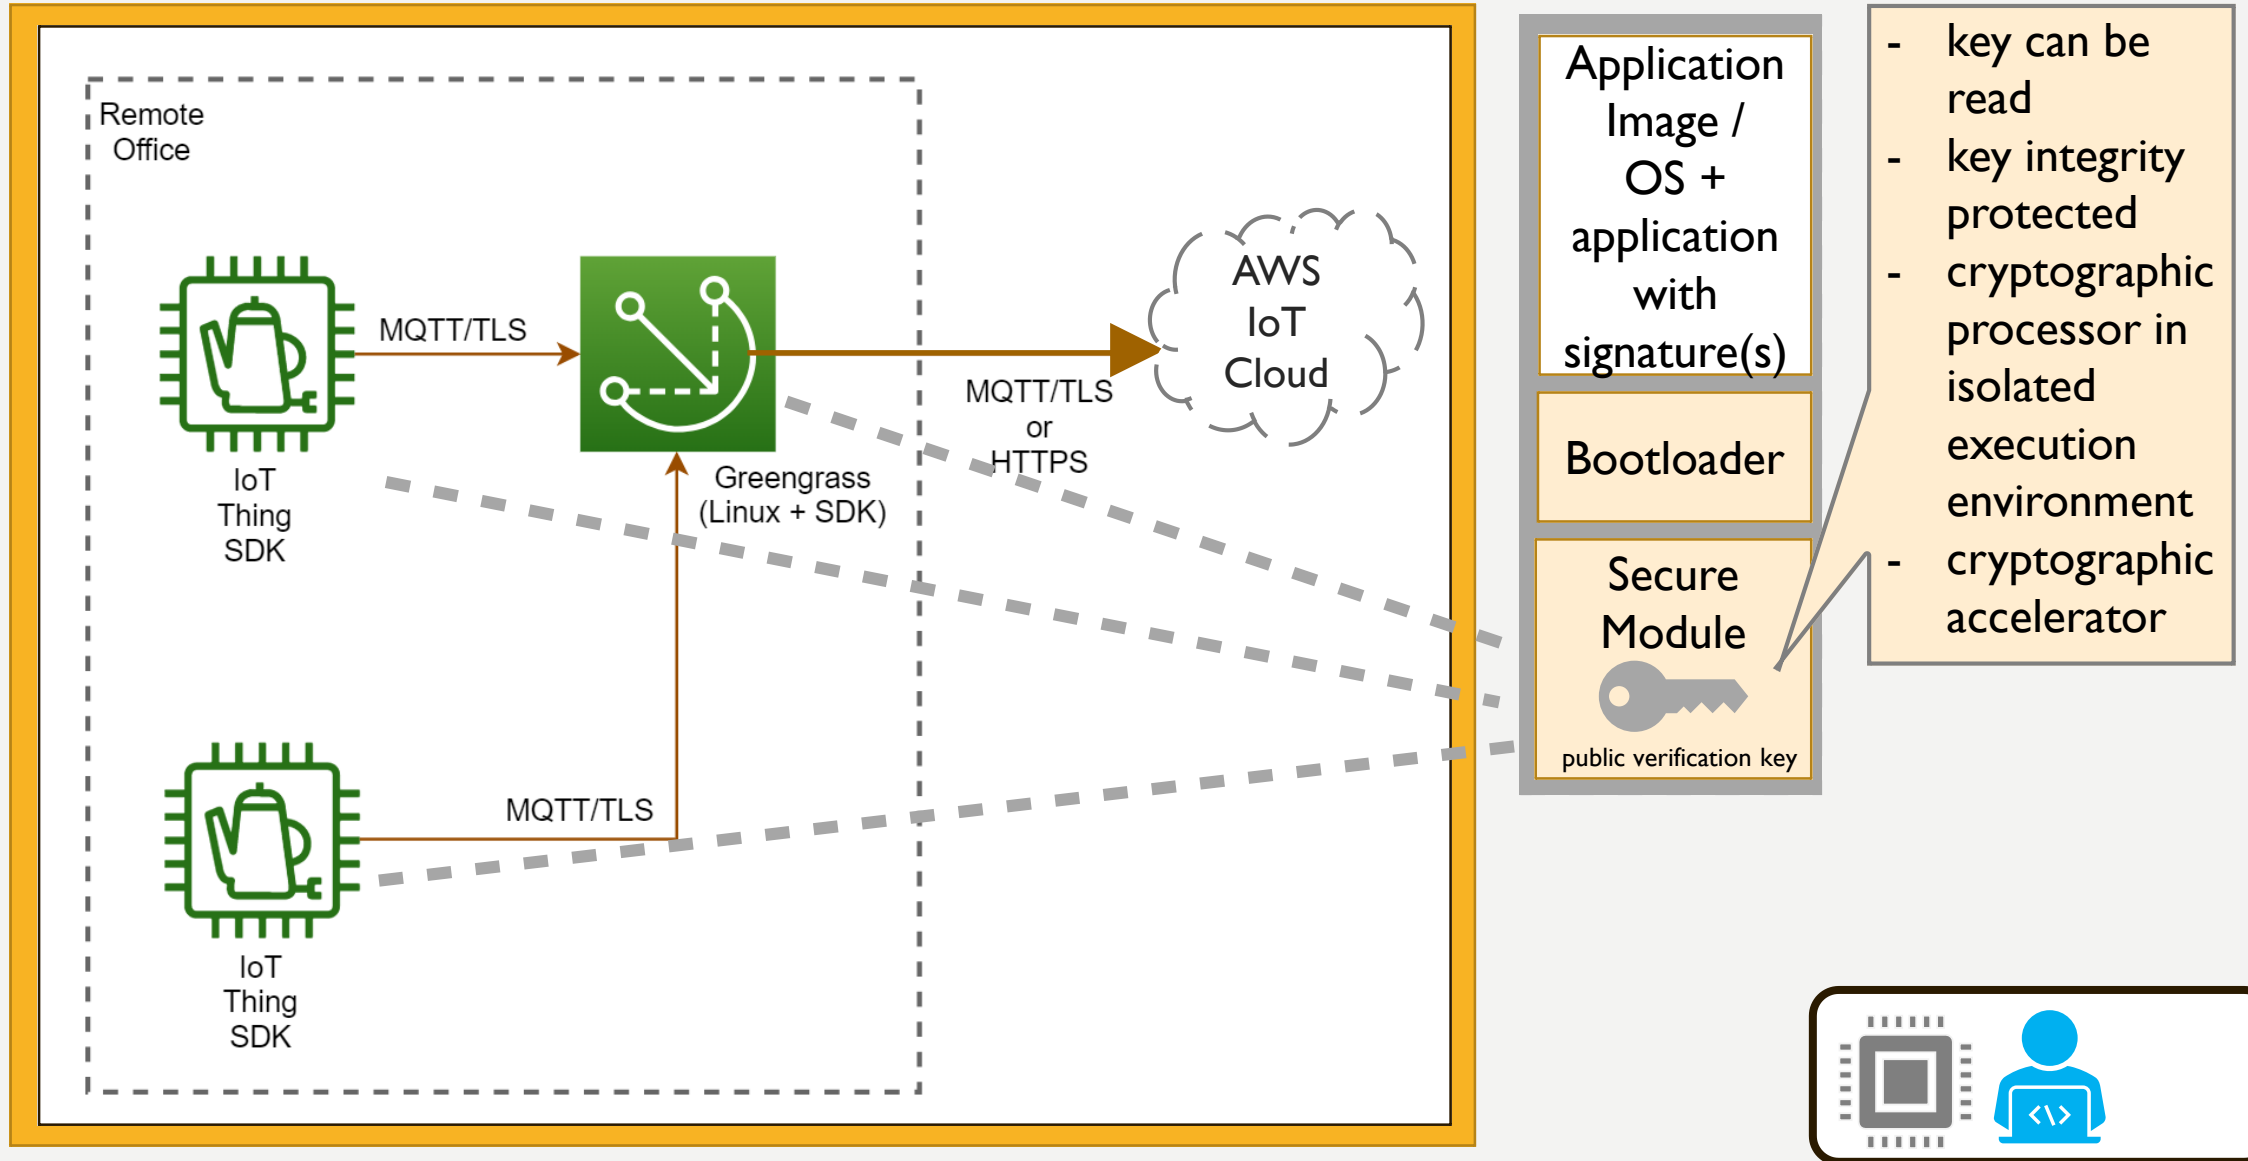 Remote
Office
MQTT/TLS
IoT
Thing
SDK
Greengrass
(Linux + SDK)
MQTT/TLS
or
HTTPS
AWS
IoT
Cloud
MQTT/TLS
IoT
Thing
SDK
Application
Image /
OS +
application
with
signature(s)
Bootloader
Secure
Module
public verification key
- key can be
read
- key integrity
protected
- cryptographic
processor in
isolated
execution
environment
- cryptographic
accelerator
<\>